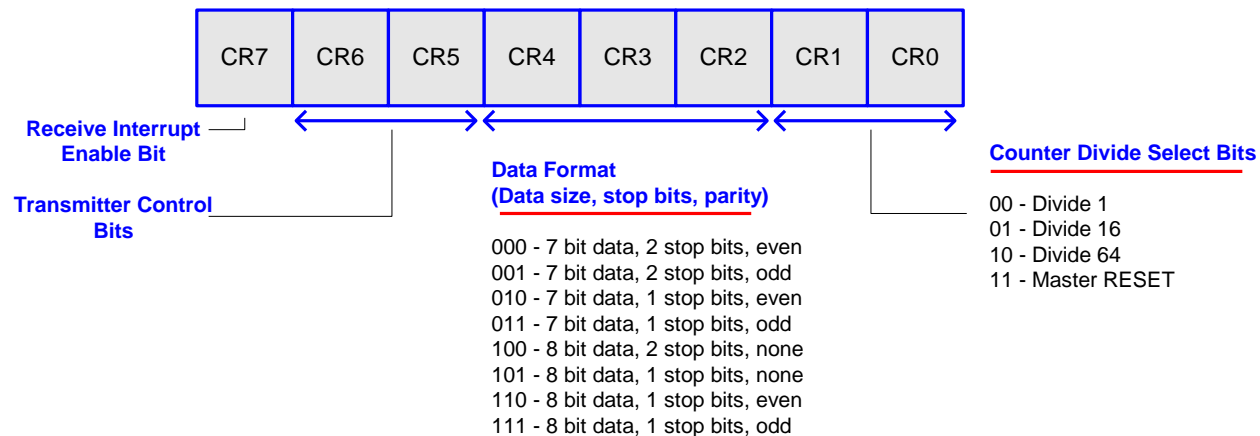 CR7 CR6 CR5 CR4 CR3 CR2 CR1 CR0
Receive Interrupt
Enable Bit
Transmitter Control
Bits
Data Format
(Data size, stop bits, parity)
000 - 7 bit data, 2 stop bits, even
001 - 7 bit data, 2 stop bits, odd
010 - 7 bit data, 1 stop bits, even
011 - 7 bit data, 1 stop bits, odd
100 - 8 bit data, 2 stop bits, none
101 - 8 bit data, 1 stop bits, none
110 - 8 bit data, 1 stop bits, even
111 - 8 bit data, 1 stop bits, odd
Counter Divide Select Bits
00 - Divide 1
01 - Divide 16
10 - Divide 64
11 - Master RESET